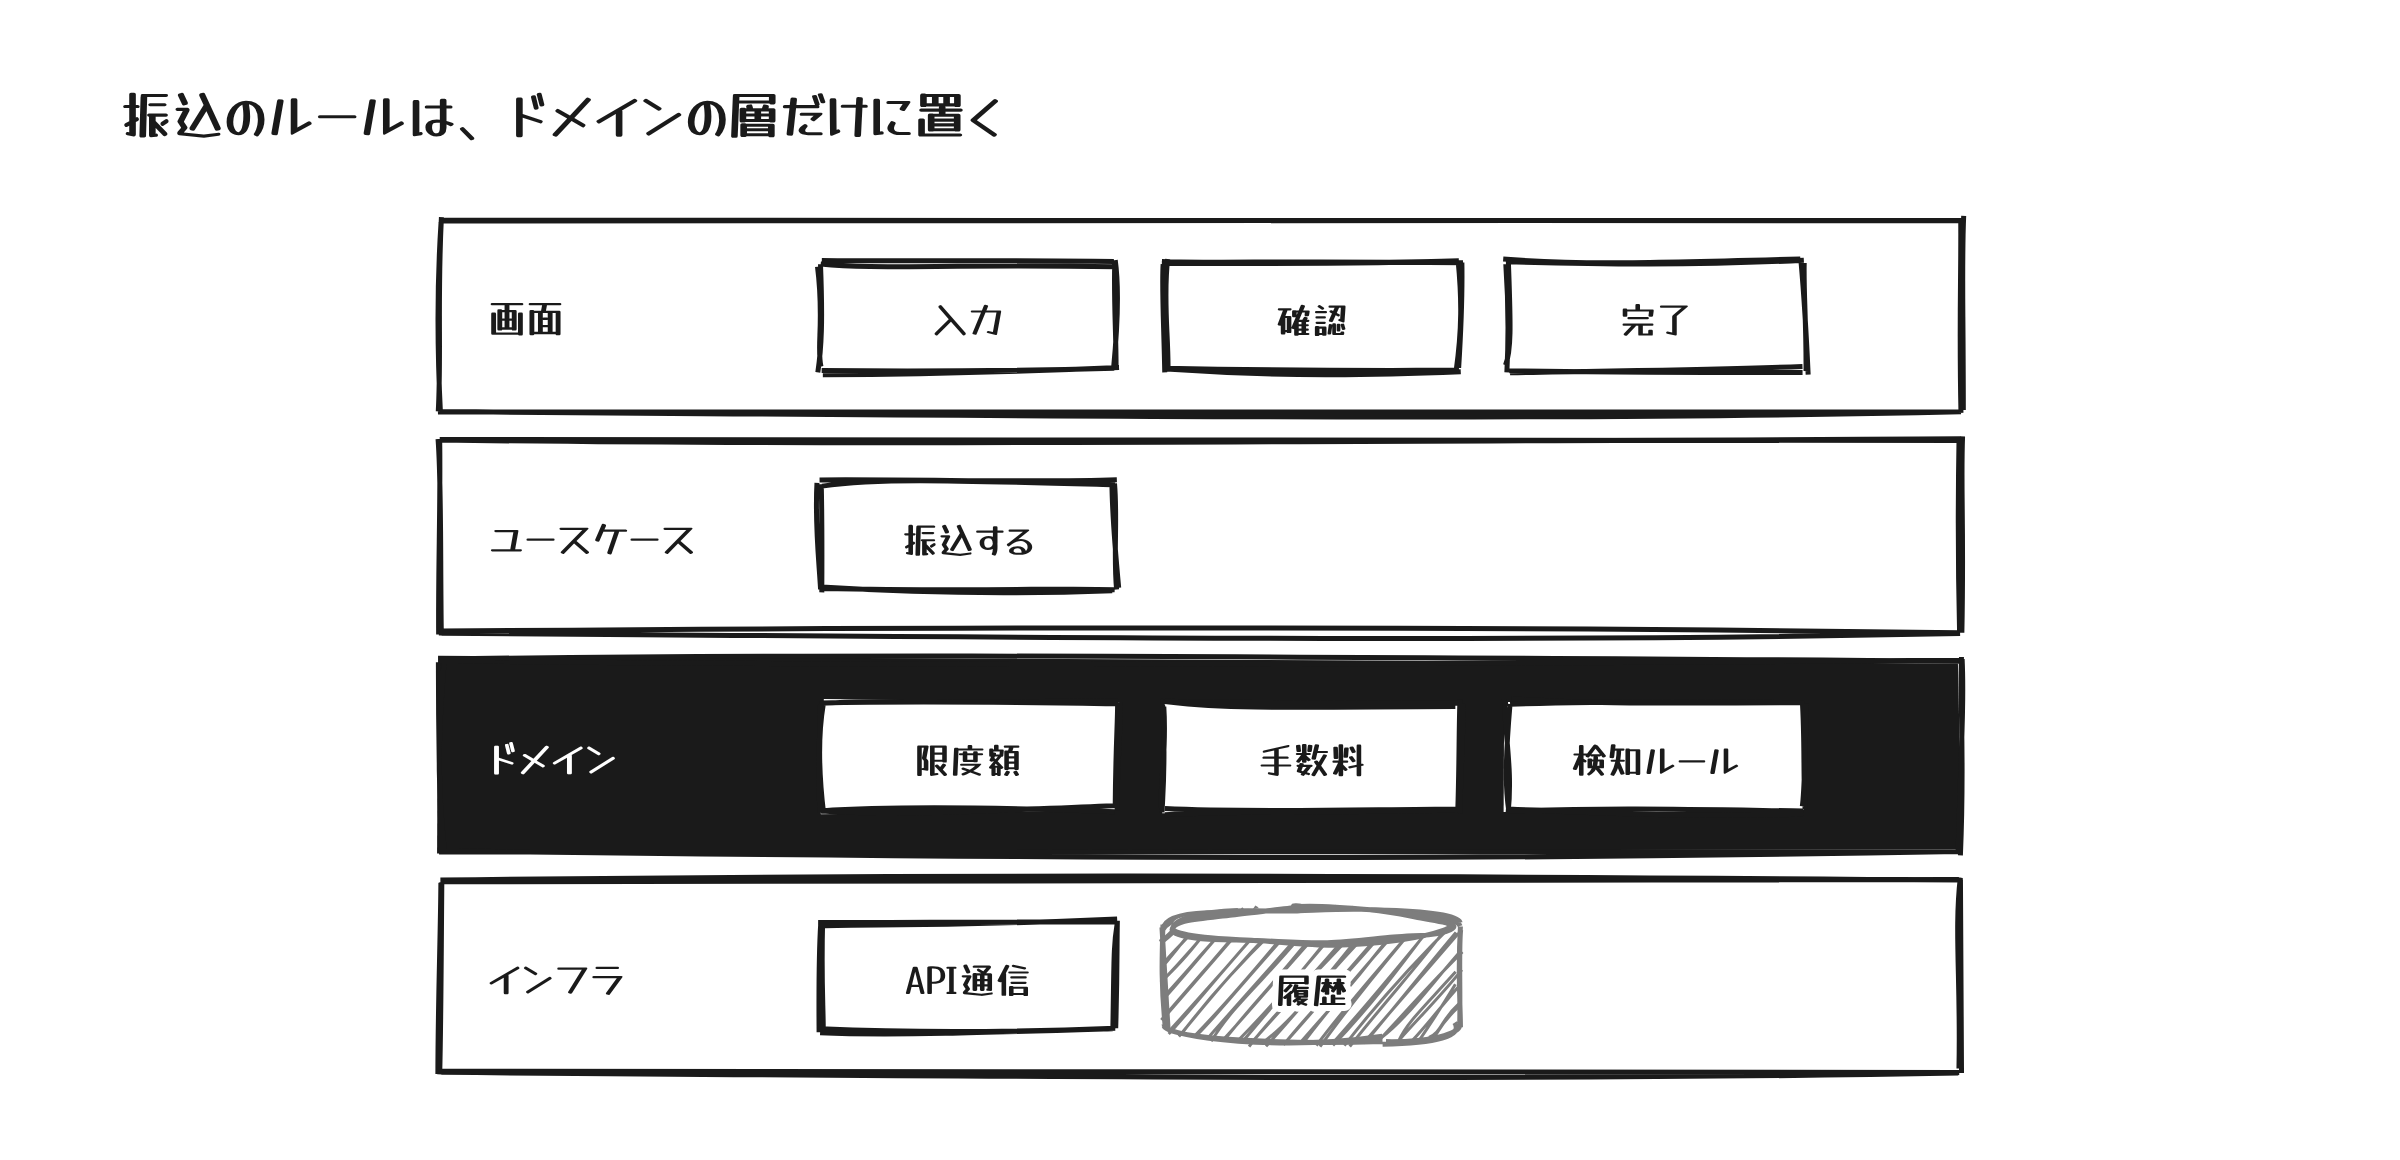 振込のルールは、ドメインの層だけに置く
画面
入力
確認
完了
ユースケース
振込する
ドメイン
限度額
手数料
検知ルール
インフラ
API通信
履歴